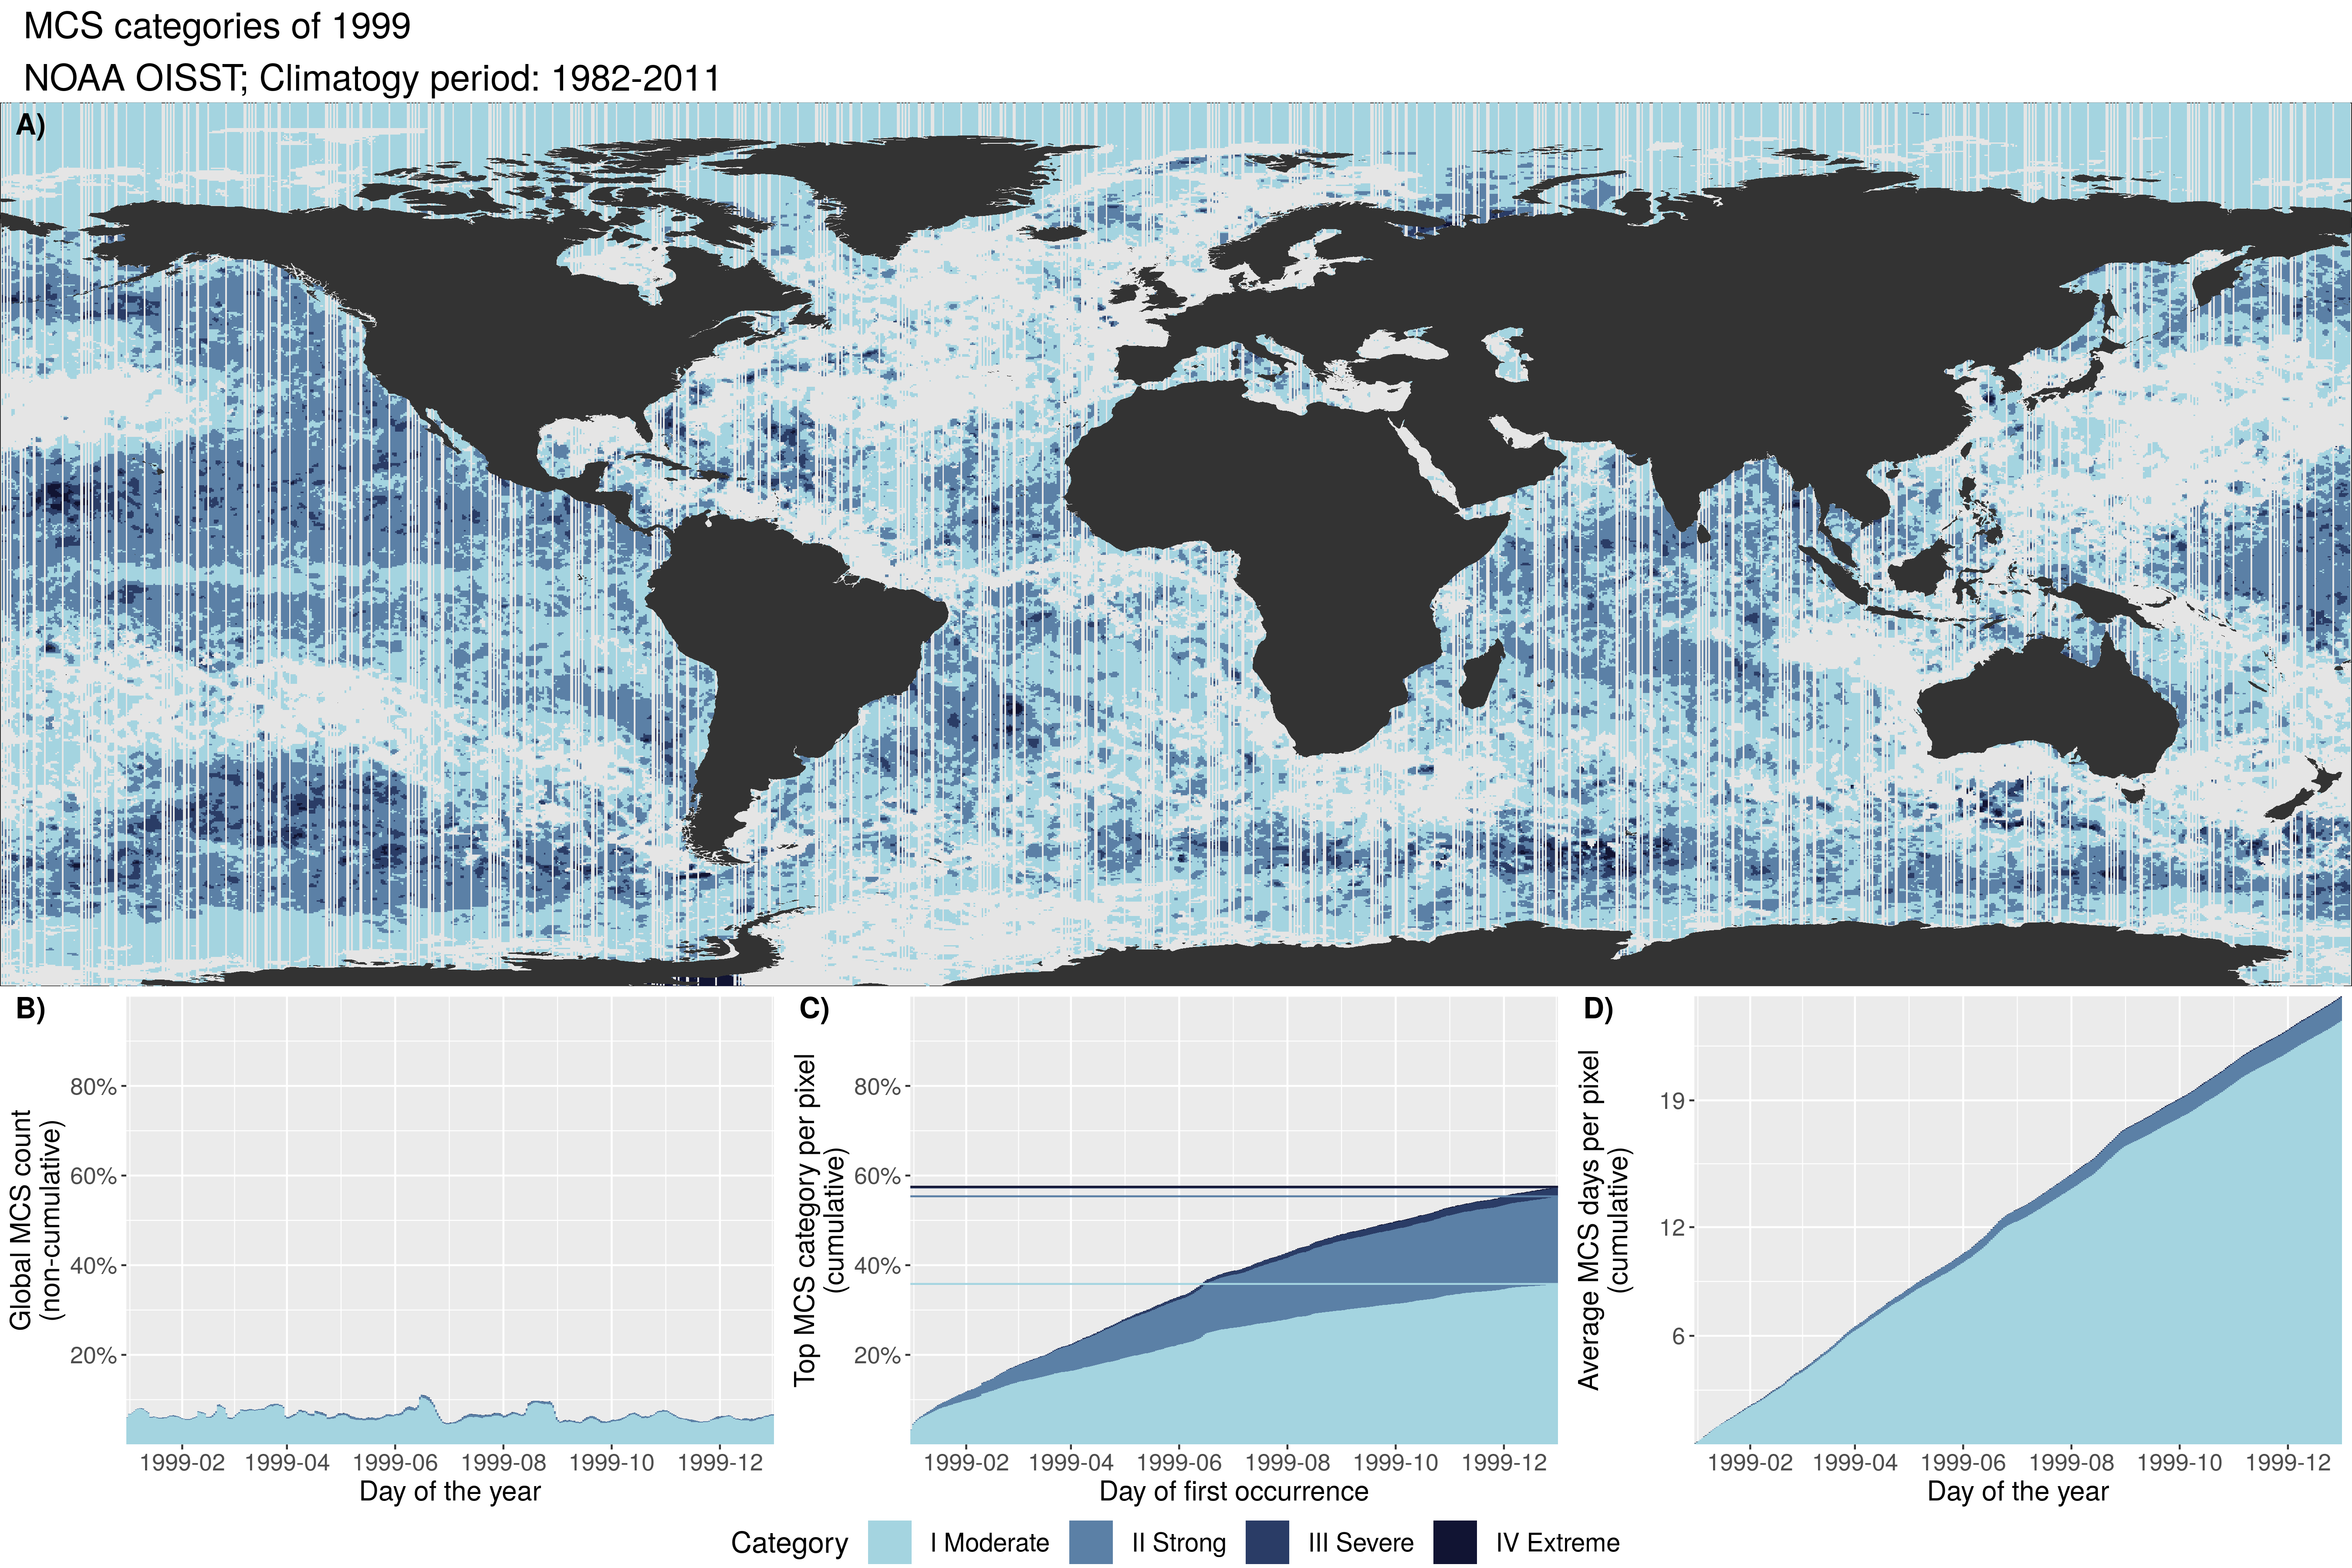 MCS categories of 1999
NOAA OISST; Climatogy period: 1982-2011
A)
B)
Global MCS count
(non-cumulative)
80%
60%
40%
20%
1999-02 1999-04 1999-06 1999-08 1999-10 1999-12
Day of the year
C)
Top MCS category per pixel
(cumulative)
80%
60%
40%
20%
1999-02 1999-04 1999-06 1999-08 1999-10 1999-12
Day of first occurrence
D)
Average MCS days per pixel
(cumulative)
19
12
6
1999-02 1999-04 1999-06 1999-08 1999-10 1999-12
Day of the year
Category I Moderate II Strong III Severe IV Extreme